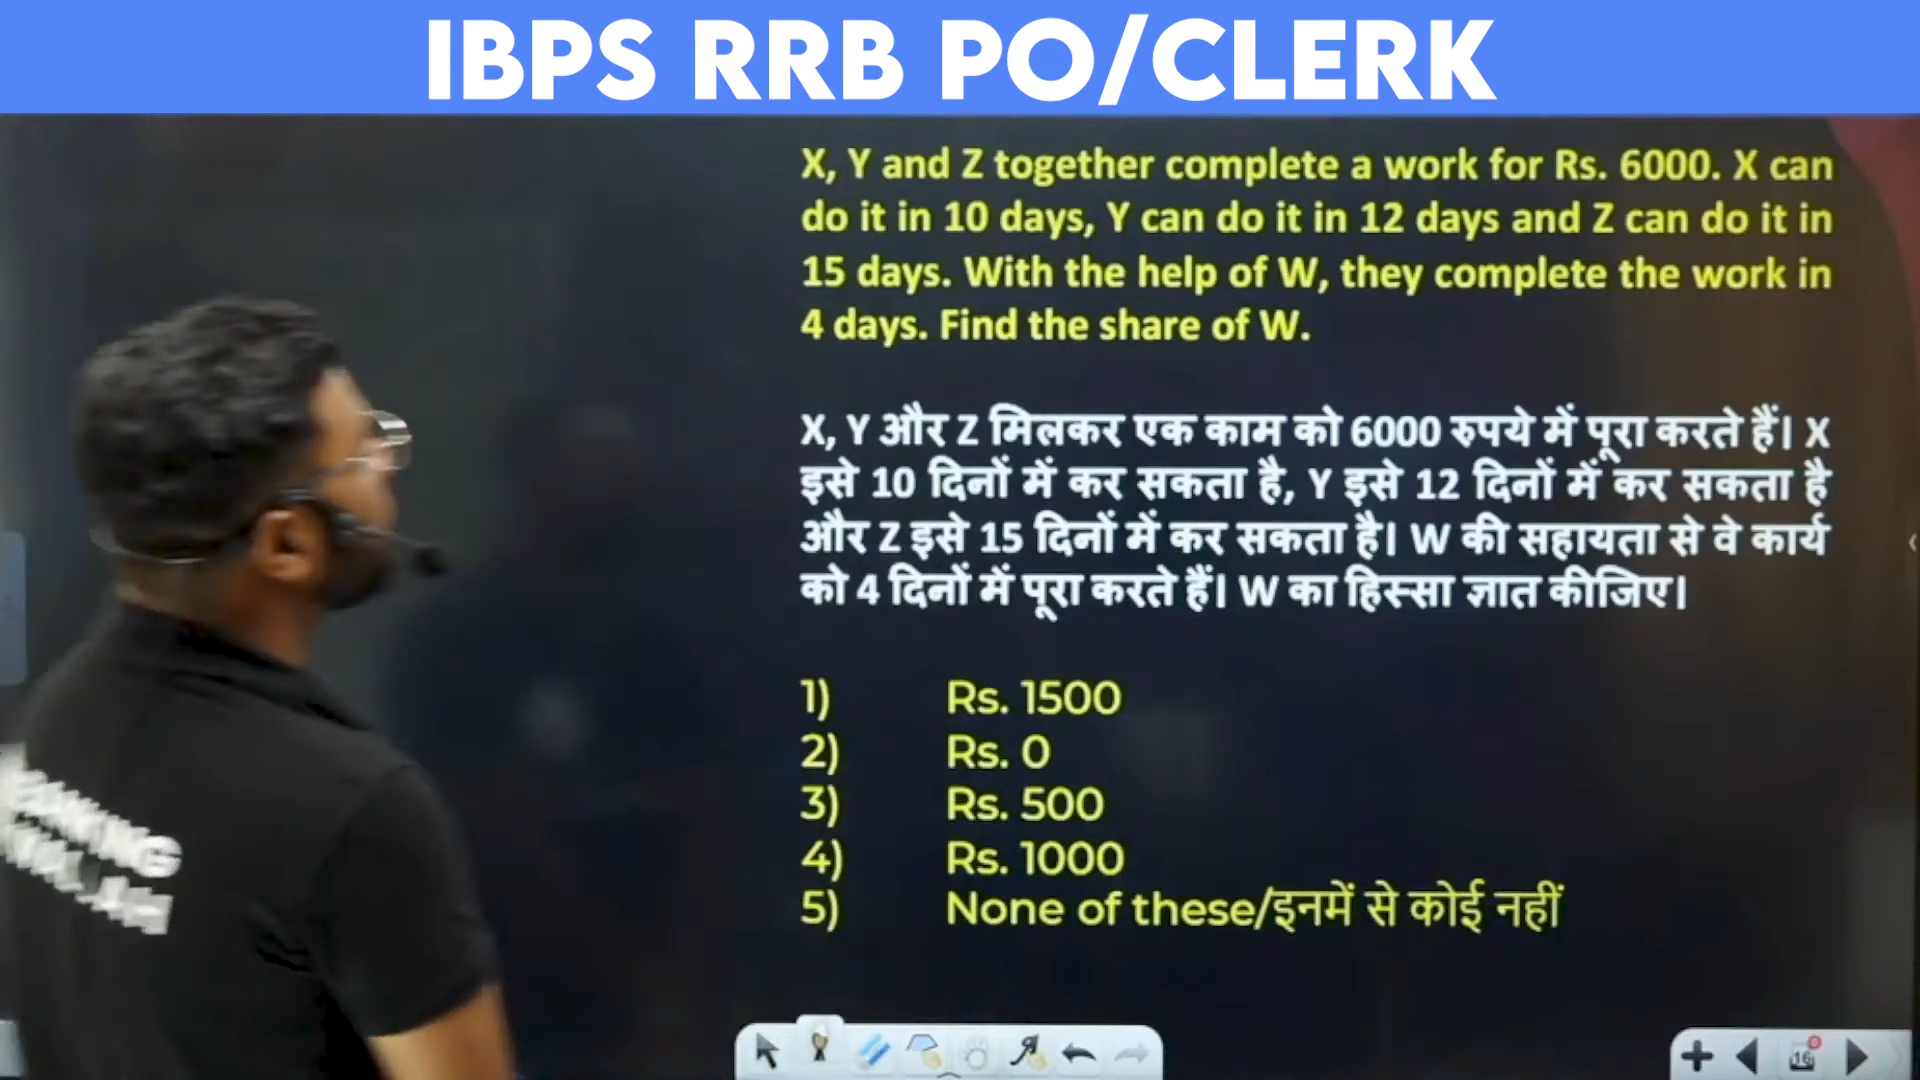 IBPS RRB PO/CLERK
X, Y and Z together complete a work for Rs. 6000. X can
do it in 10 days, Y can do it in 12 days and Z can do it in
15 days. With the help of W, they complete the work in
4 days. Find the share of W.
X, Y और Z मिलकर एक काम को 6000 रुपये में पूरा करते हैं। X
इसे 10 दिनों में कर सकता है, Y इसे 12 दिनों में कर सकता है
और Z इसे 15 दिनों में कर सकता है। W की सहायता से वे कार्य
को 4 दिनों में पूरा करते हैं। W का हिस्सा ज्ञात कीजिए।
1) Rs. 1500
2) Rs. 0
3) Rs. 500
4) Rs. 1000
5) None of these/इनमें से कोई नहीं
16